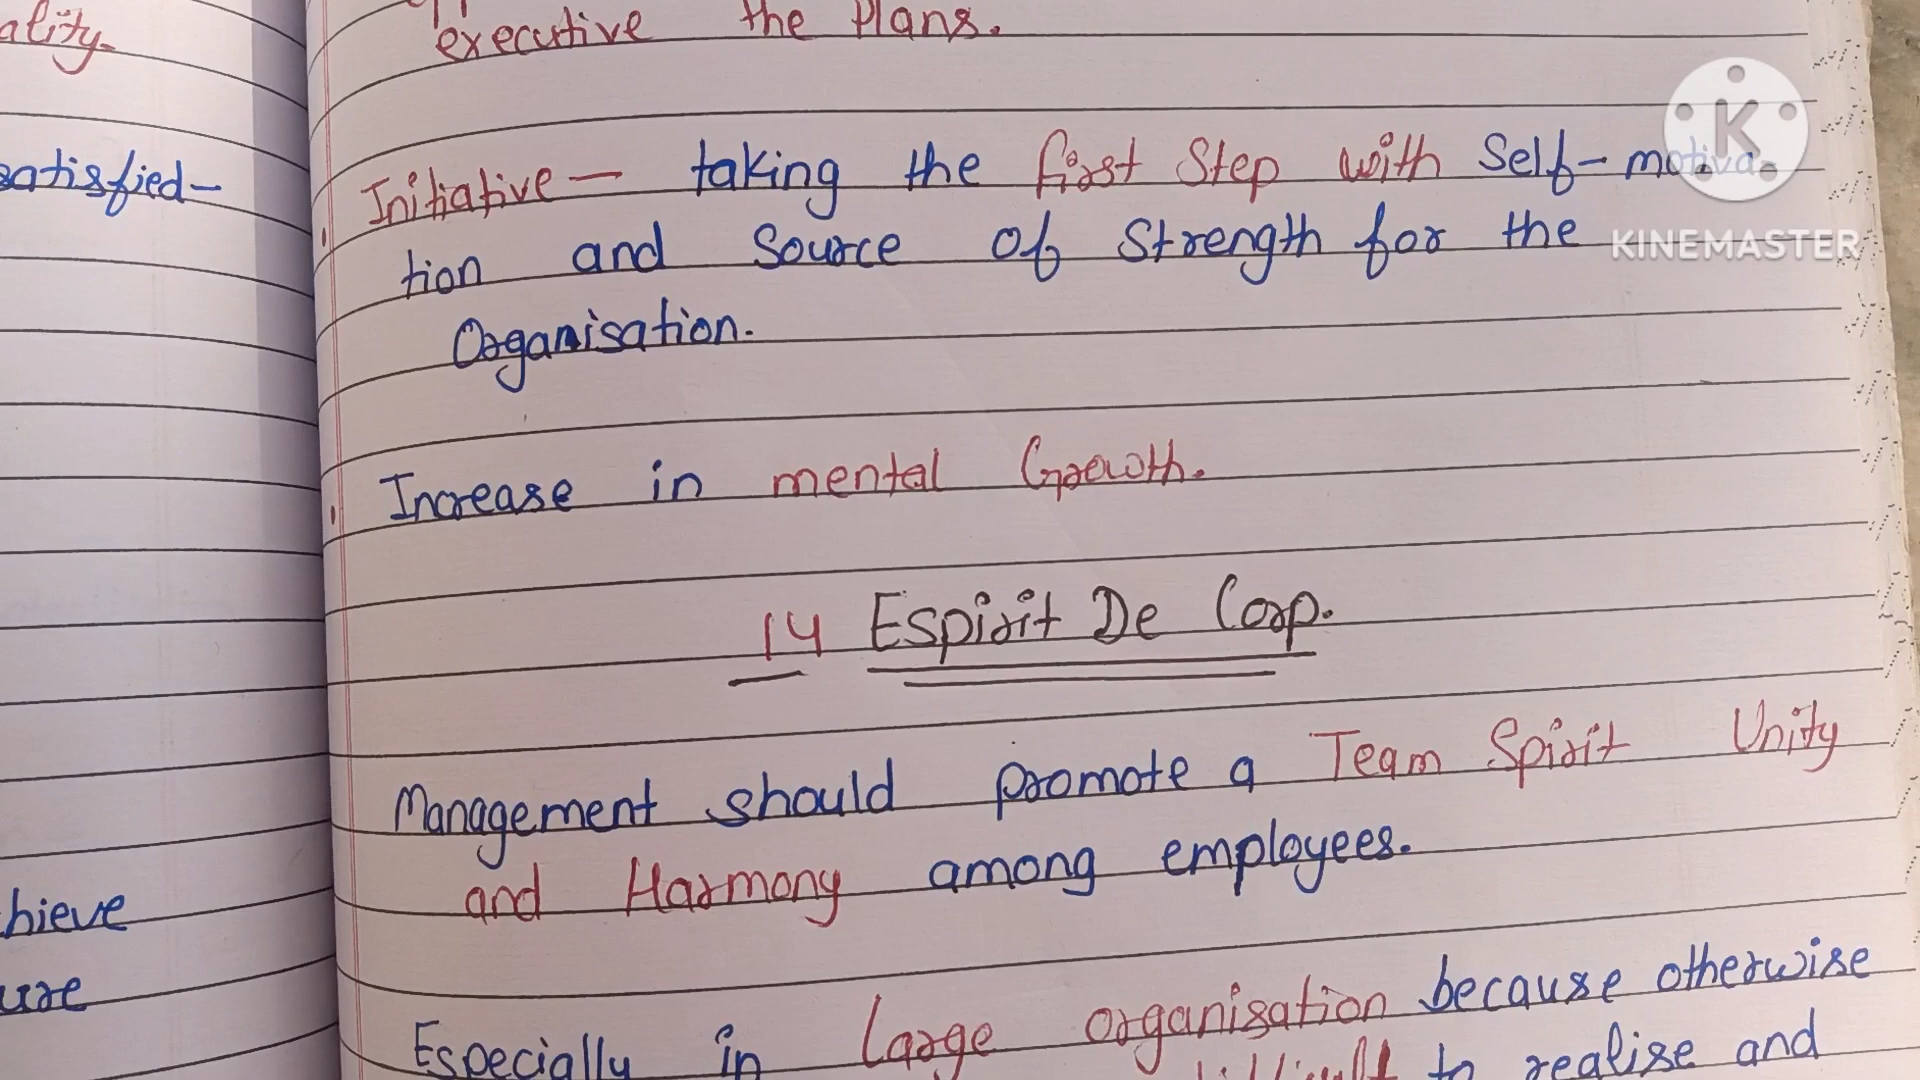 ality.
satisfied-
hieve
ure
executive the Plans.
Initiative - taking the first Step with Self-motiva-
tion and Source of Strength for the
Organisation.
Increase in mental Growth.
14 Espirit De Corp.
Management should promote a Team Spirit Unity
and Harmony among employees.
Especially in large organisation because otherwise
to realise and
K
KINEMASTER